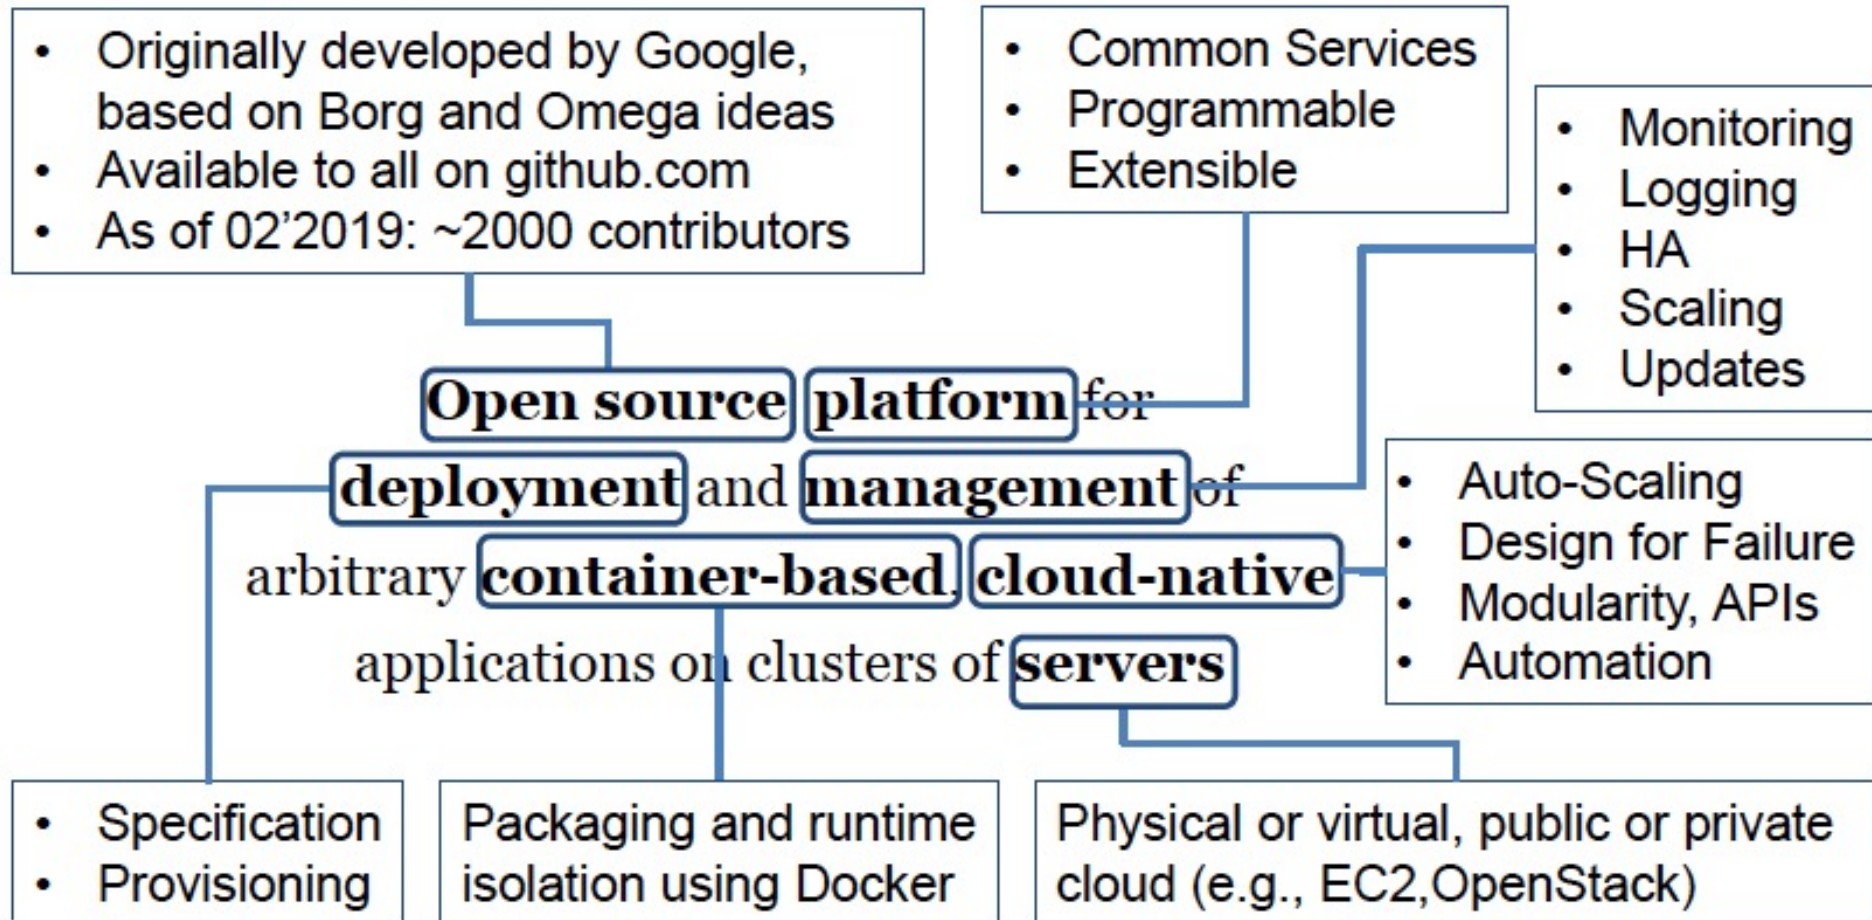 • Originally developed by Google,
based on Borg and Omega ideas
• Available to all on github.com
• As of 02’2019: ~2000 contributors
• Common Services
• Programmable
• Extensible
• Monitoring
• Logging
• HA
• Scaling
• Updates
Open source platform for
deployment and management of
arbitrary container-based, cloud-native
applications on clusters of servers
• Auto-Scaling
• Design for Failure
• Modularity, APIs
• Automation
• Specification
• Provisioning
Packaging and runtime
isolation using Docker
Physical or virtual, public or private
cloud (e.g., EC2,OpenStack)